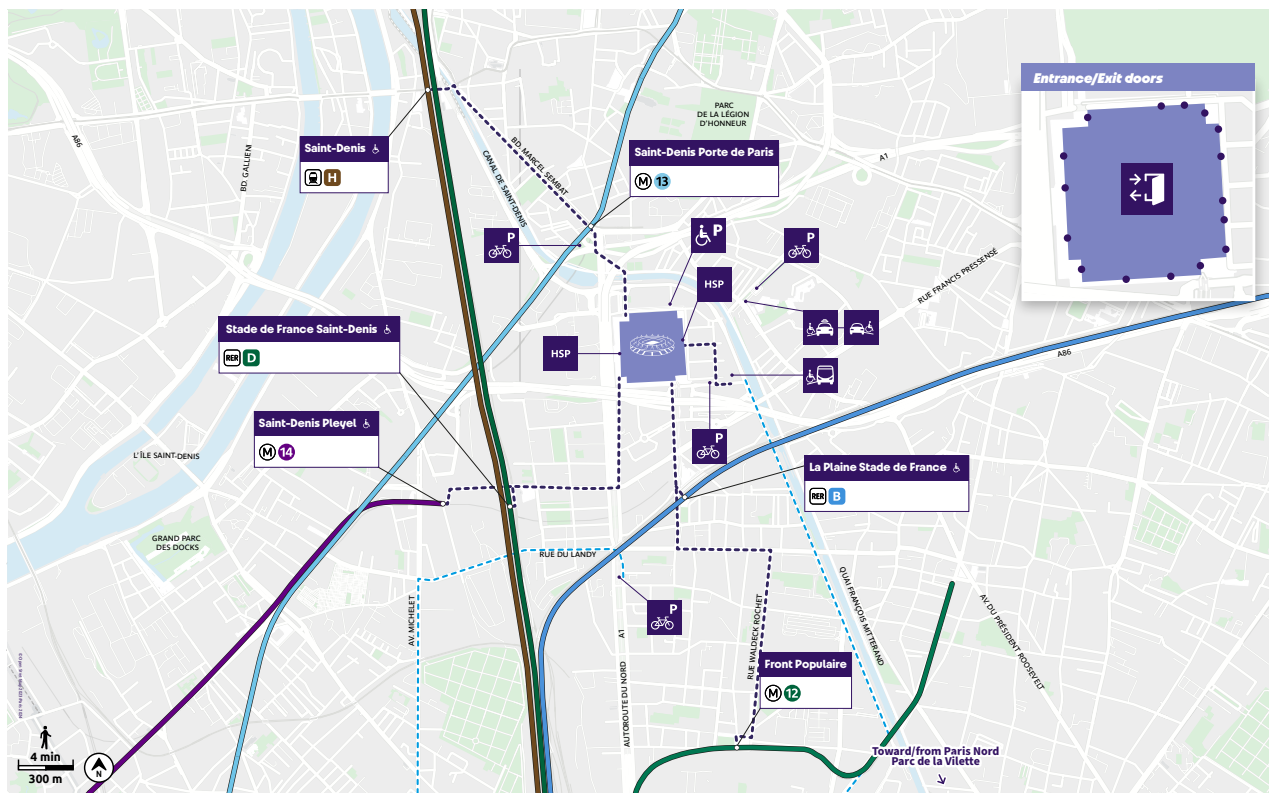 Entrance/Exit doors
PARC
DE LA LÉGION
D'HONNEUR
A86
A1
BD. GALLIENI
Saint-Denis
H
CANAL DE SAINT-DENIS
BD. MARCEL SEMBAT
Saint-Denis Porte de Paris
M 13
P
P
P
HSP
RUE FRANCIS PRESSENSÉ
Stade de France Saint-Denis
RER D
HSP
A86
Saint-Denis Pleyel
M 14
P
L'ÎLE SAINT-DENIS
La Plaine Stade de France
RER B
GRAND PARC
DES DOCKS
RUE DU LANDY
P
AV. MICHELET
A1
AUTOROUTE DU NORD
RUE WALDECK ROCHET
QUAI FRANÇOIS MITTERAND
AV. DU PRÉSIDENT ROOSEVELT
Front Populaire
M 12
4 min
300 m
N
Toward/from Paris Nord
Parc de la Vilette